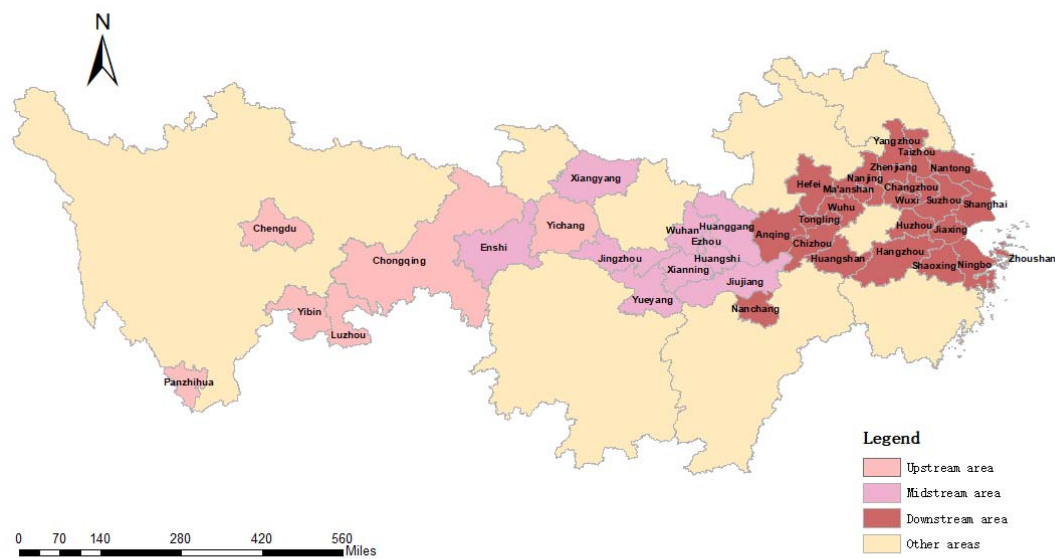 N
Yangzhou
Taizhou
Zhenjiang
Nantong
Nanjing
Hefei
Ma'anshan
Changzhou
Wuxi
Suzhou
Shanghai
Wuhu
Tongling
Xiangyang
Chengdu
Yichang
Enshi
Chongqing
Wuhan
Huanggang
Ezhou
Anqing
Chizhou
Huzhou
Jiaxing
Hangzhou
Huangshan
Shaoxing
Ningbo
Zhoushan
Jingzhou
Huangshi
Xianning
Jiujiang
Yueyang
Nanchang
Yibin
Luzhou
Panzhihua
Legend
Upstream area
Midstream area
Downstream area
Other areas
0 70 140 280 420 560
Miles